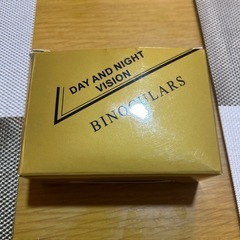 DAY AND NIGHT
VISION
BINOCULARS